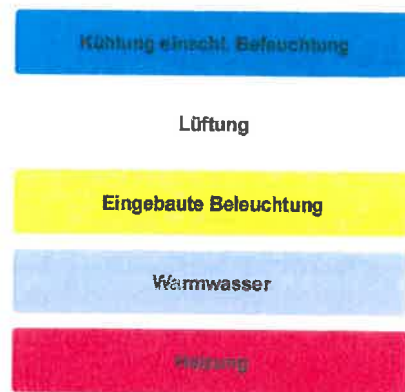 Kühlung einschl. Befeuchtung
Lüftung
Eingebaute Beleuchtung
Warmwasser
Heizung